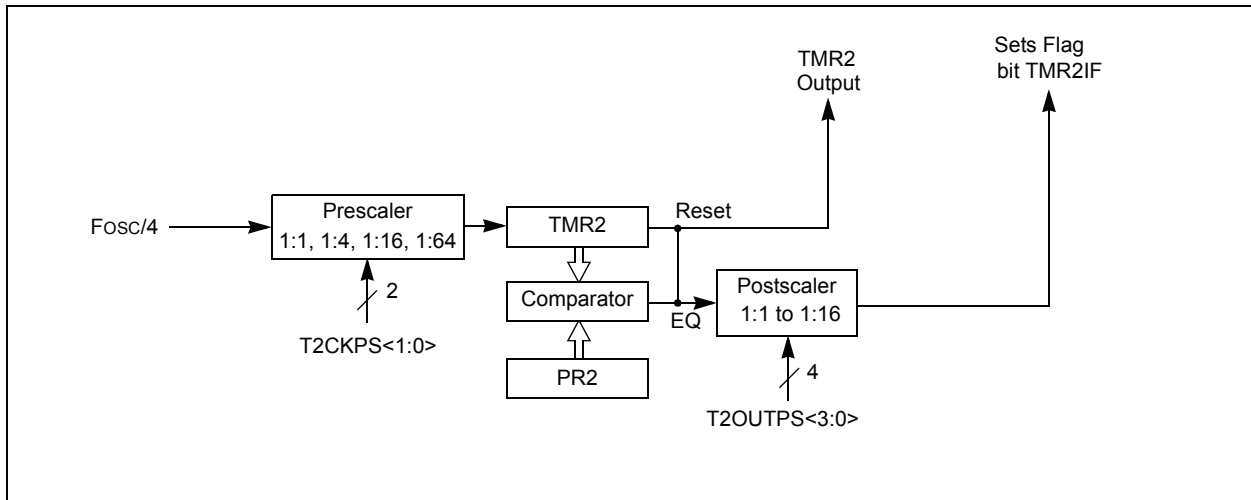 TMR2
Output
Sets Flag
bit TMR2IF
Fosc/4
Prescaler
1:1, 1:4, 1:16, 1:64
2
T2CKPS<1:0>
TMR2
Reset
Comparator
EQ
PR2
Postscaler
1:1 to 1:16
4
T2OUTPS<3:0>